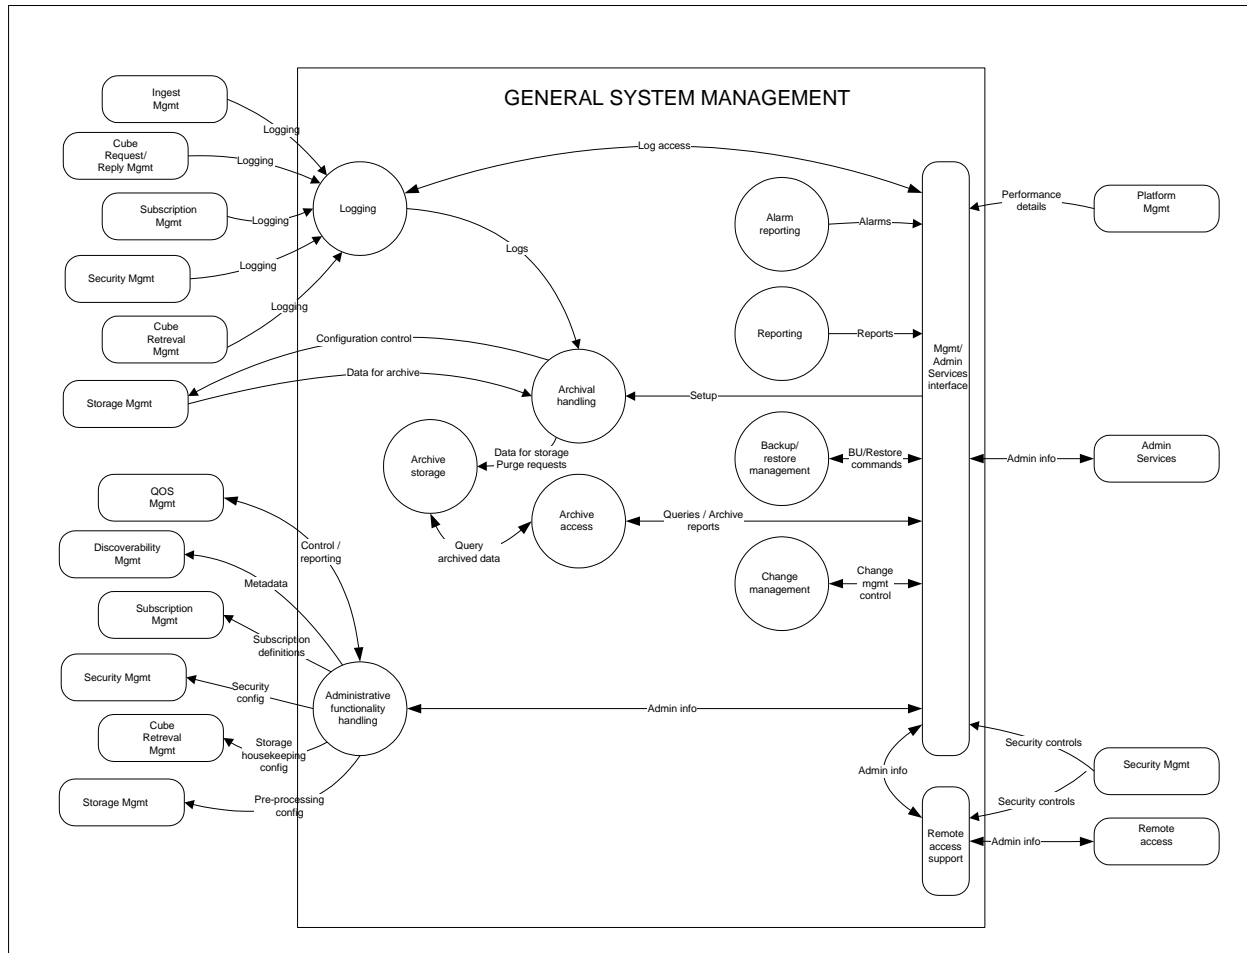 GENERAL SYSTEM MANAGEMENT
Ingest
Mgmt
Logging
Cube
Request/
Reply Mgmt
Logging
Subscription
Mgmt
Logging
Security Mgmt
Logging
Cube
Retreval
Mgmt
Logging
Storage Mgmt
Logging
Log access
Logs
Configuration control
Data for archive
Archival
handling
Setup
Archive
storage
Data for storage
Purge requests
Archive
access
Query
archived data
Queries / Archive
reports
Alarm
reporting
Alarms
Reporting
Reports
Backup/
restore
management
BU/Restore
commands
Change
management
Change
mgmt
control
Mgmt/
Admin
Services
interface
Performance
details
Platform
Mgmt
Admin info
Admin
Services
QOS
Mgmt
Control /
reporting
Discoverability
Mgmt
Metadata
Subscription
Mgmt
Subscription
definitions
Security Mgmt
Security
config
Cube
Retreval
Mgmt
Storage
housekeeping
config
Storage Mgmt
Pre-processing
config
Administrative
functionality
handling
Admin info
Admin info
Security controls
Security Mgmt
Security controls
Remote
access
support
Admin info
Remote
access